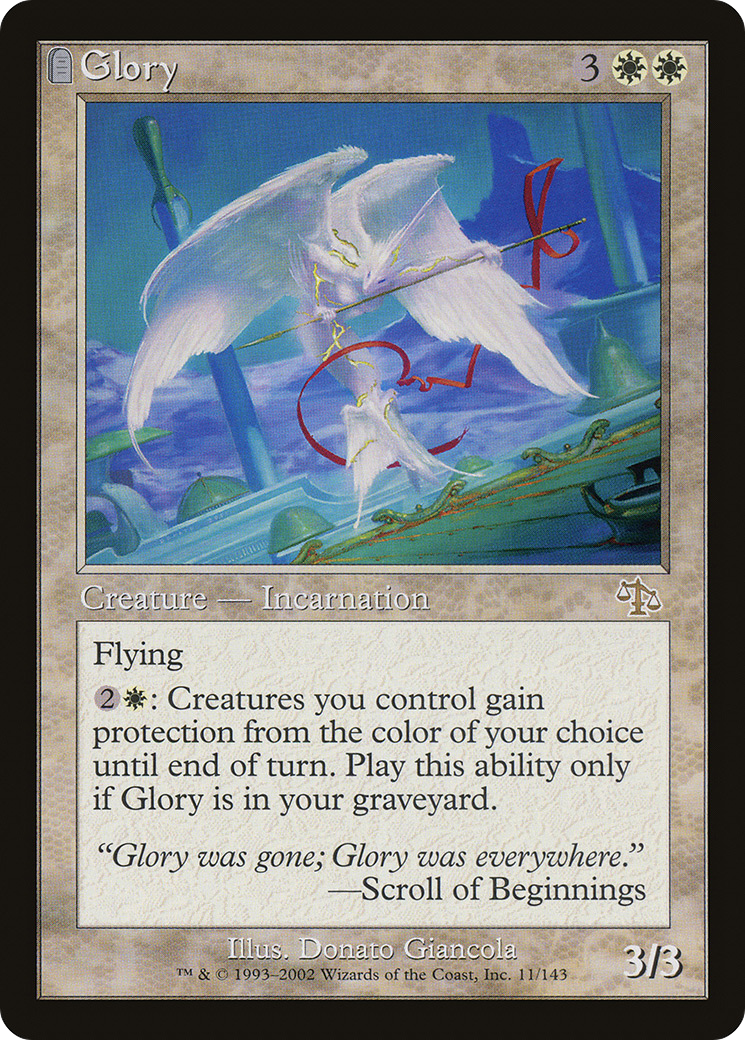 Glory 3
Creature — Incarnation
Flying
2: Creatures you control gain
protection from the color of your choice
until end of turn. Play this ability only
if Glory is in your graveyard.
“Glory was gone; Glory was everywhere.”
—Scroll of Beginnings
Illus. Donato Giancola
™ & © 1993–2002 Wizards of the Coast, Inc. 11/143
3/3